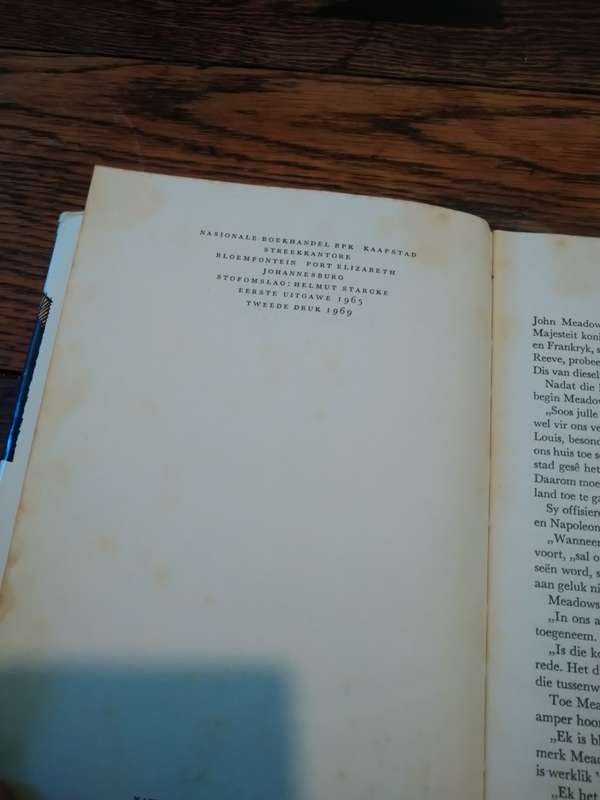 NASIONALE BOEKHANDEL BPK KAAPSTAD
STREEKKANTORE
BLOEMFONTEIN PORT ELIZABETH
JOHANNESBURG
STOFOMSLAG: HELMUT STARCKE
EERSTE UITGAWE 1965
TWEEDE DRUK 1969
John Meadow
Majesteit koni
en Frankryk, s
Reeve, probee
Dis van diesel
Nadat die
begin Meadow
„Soos julle
wel vir ons ve
Louis, besond
ons huis toe s
stad gesê het
Daarom moe
land toe te ga
Sy offisier
en Napoleon
„Wanneer
voort, „sal o
seën word, s
aan geluk ni
Meadows
„In ons a
toegeneem.
„Is die ko
rede. Het d
die tussenw
Toe Mea
amper hoor
„Ek is bl
merk Mead
is werklik
„Ek het